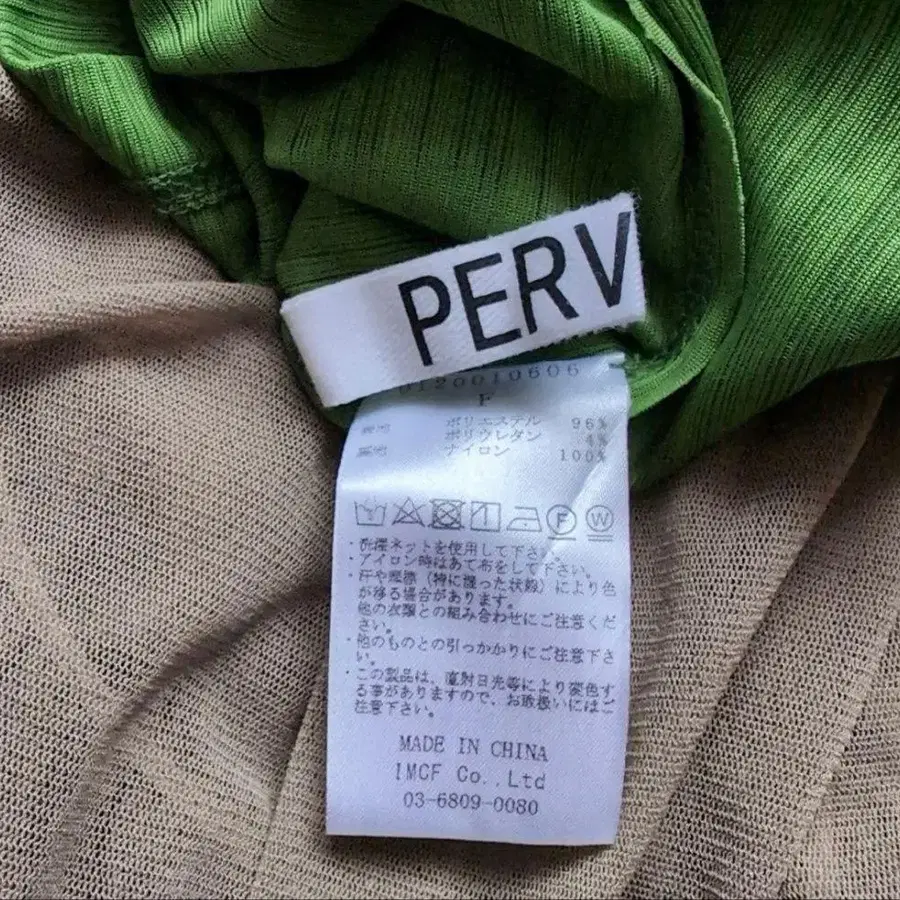 PERV
0120010606
F
表地 ポリエステル 96%
ポリウレタン 4%
裏地 ナイロン 100%
F W
・洗濯ネットを使用して下さい。
・アイロン時はあて布をして下さい。
・汗や摩擦(特に湿った状態)により色
が移る場合があります。
他の衣類との組み合わせにご注意くだ
さい。
・他のものとの引っかかりにご注意下さ
い。
・この製品は、直射日光等により変色す
る事がありますので、お取扱いにはご
注意下さい。
MADE IN CHINA
IMCF Co.,Ltd
03-6809-0080